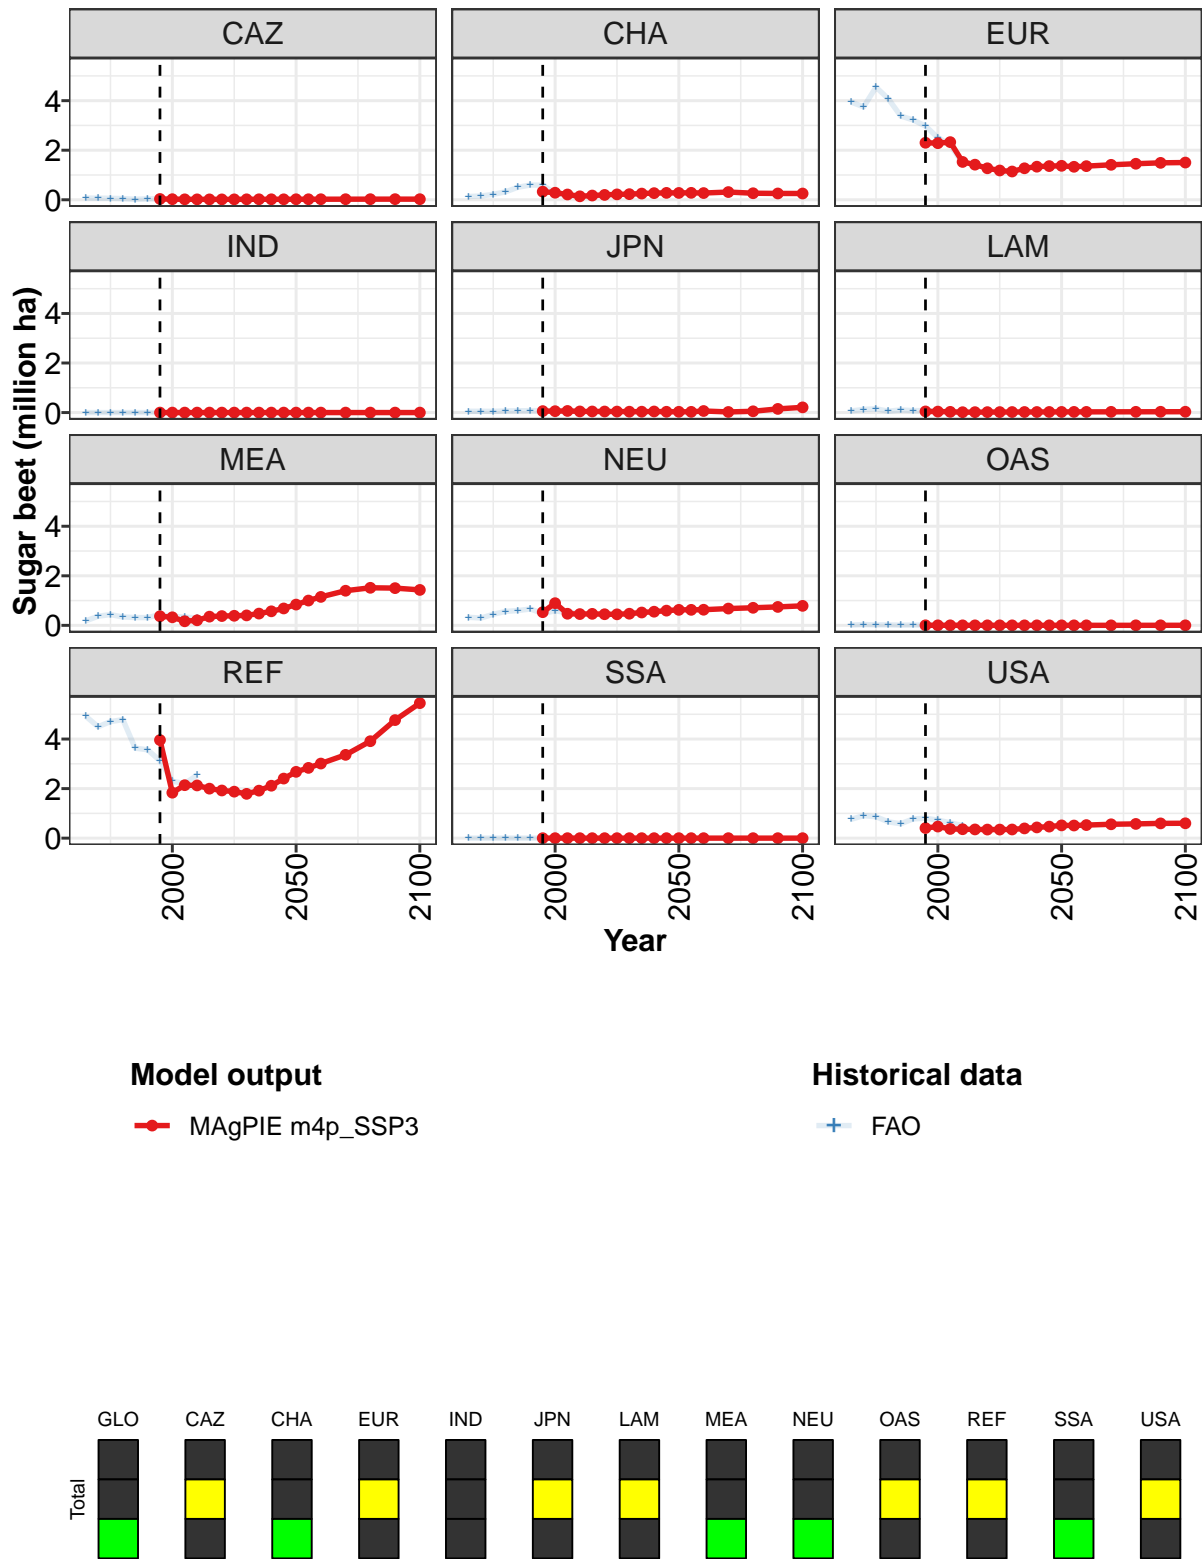 CAZ CHA EUR
4
2
0
IND JPN LAM
4
2
0
Sugar beet (million ha)
MEA NEU OAS
4
2
0
REF SSA USA
4
2
0
2000 2050 2100 2000 2050 2100 2000 2050 2100
Year
Model output Historical data
MAgPIE m4p_SSP3 FAO
GLO CAZ CHA EUR IND JPN LAM MEA NEU OAS REF SSA USA
Total